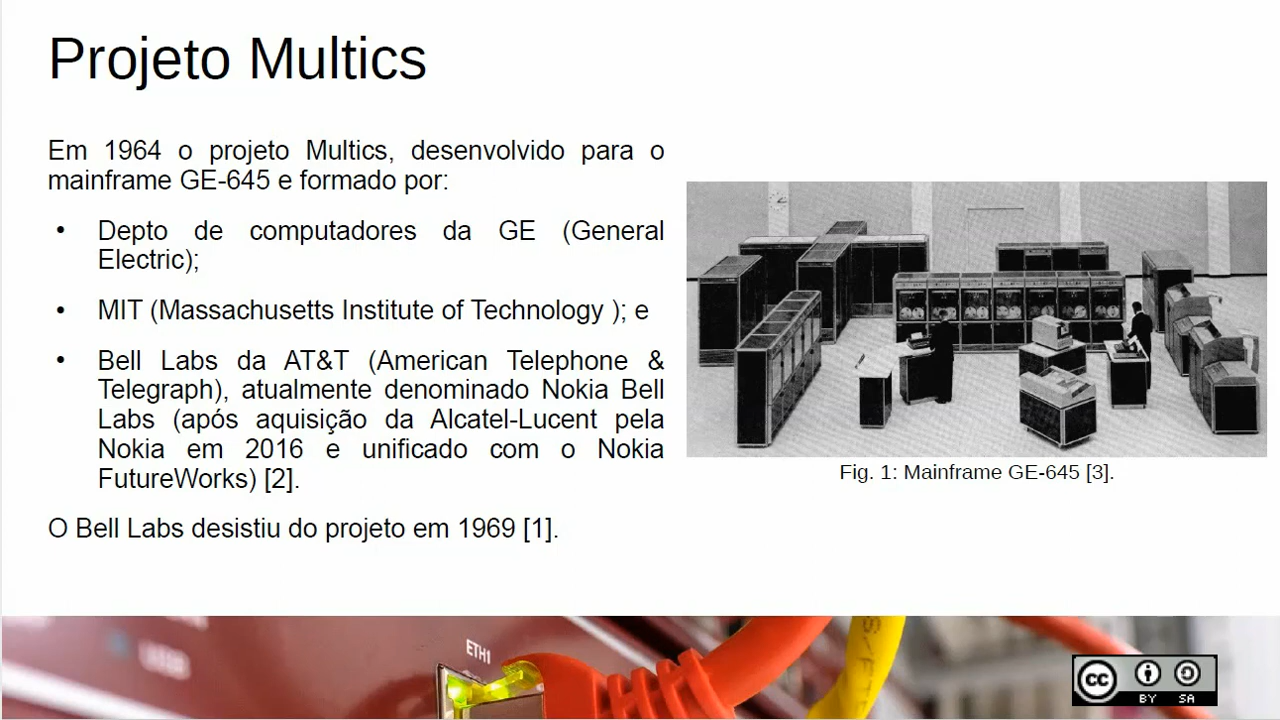 Projeto Multics
Em 1964 o projeto Multics, desenvolvido para o
mainframe GE-645 e formado por:
• Depto de computadores da GE (General
Electric);
• MIT (Massachusetts Institute of Technology ); e
• Bell Labs da AT&T (American Telephone &
Telegraph), atualmente denominado Nokia Bell
Labs (após aquisição da Alcatel-Lucent pela
Nokia em 2016 e unificado com o Nokia
FutureWorks) [2].
O Bell Labs desistiu do projeto em 1969 [1].
Fig. 1: Mainframe GE-645 [3].
ETH1
cc
BY SA